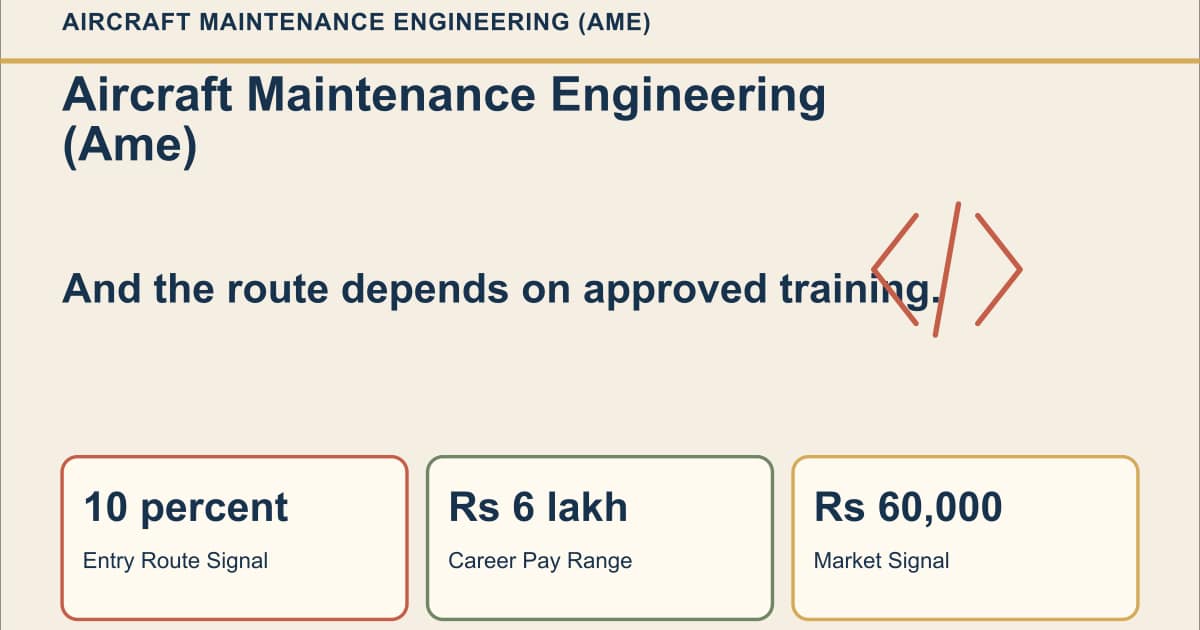 AIRCRAFT MAINTENANCE ENGINEERING (AME)
Aircraft Maintenance Engineering
(Ame)
And the route depends on approved training.
10 percent
Entry Route Signal
Rs 6 lakh
Career Pay Range
Rs 60,000
Market Signal